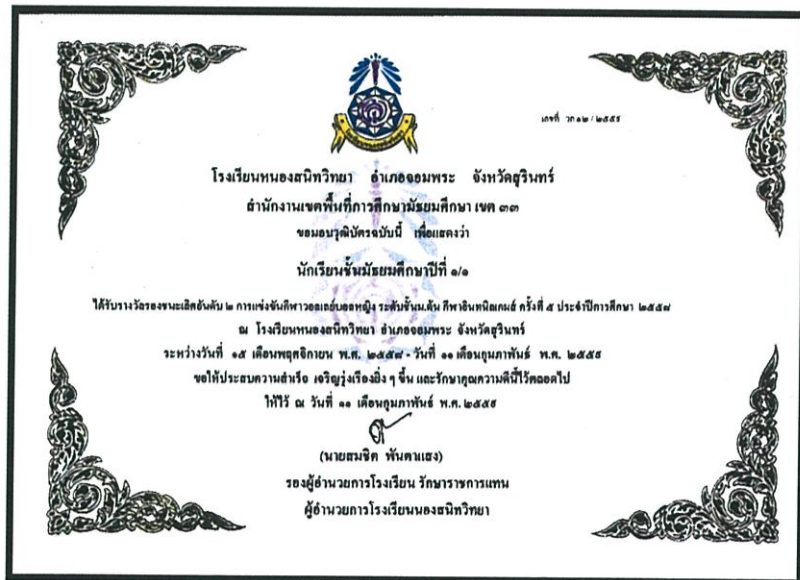 เลขที่ วก๑๒ / ๒๕๕๙
โรงเรียนหนองสนิทวิทยา อำเภอจอมพระ จังหวัดสุรินทร์
สำนักงานเขตพื้นที่การศึกษามัธยมศึกษา เขต ๓๓
ขอมอบวุฒิบัตรฉบับนี้ เพื่อแสดงว่า
นักเรียนชั้นมัธยมศึกษาปีที่ ๑/๑
ได้รับรางวัลรองชนะเลิศอันดับ ๒ การแข่งขันกีฬาวอลเลย์บอลหญิง ระดับชั้นม.ต้น กีฬาอินทนิลเกมส์ ครั้งที่ ๕ ประจำปีการศึกษา ๒๕๕๘
ณ โรงเรียนหนองสนิทวิทยา อำเภอจอมพระ จังหวัดสุรินทร์
ระหว่างวันที่ ๑๕ เดือนพฤศจิกายน พ.ศ. ๒๕๕๘ - วันที่ ๑๑ เดือนกุมภาพันธ์ พ.ศ. ๒๕๕๙
ขอให้ประสบความสำเร็จ เจริญรุ่งเรืองยิ่ง ๆ ขึ้น และรักษาคุณความดีนี้ไว้ตลอดไป
ให้ไว้ ณ วันที่ ๑๑ เดือนกุมภาพันธ์ พ.ศ. ๒๕๕๙
(นายสมชิต พันตาแสง)
รองผู้อำนวยการโรงเรียน รักษาราชการแทน
ผู้อำนวยการโรงเรียนนองสนิทวิทยา